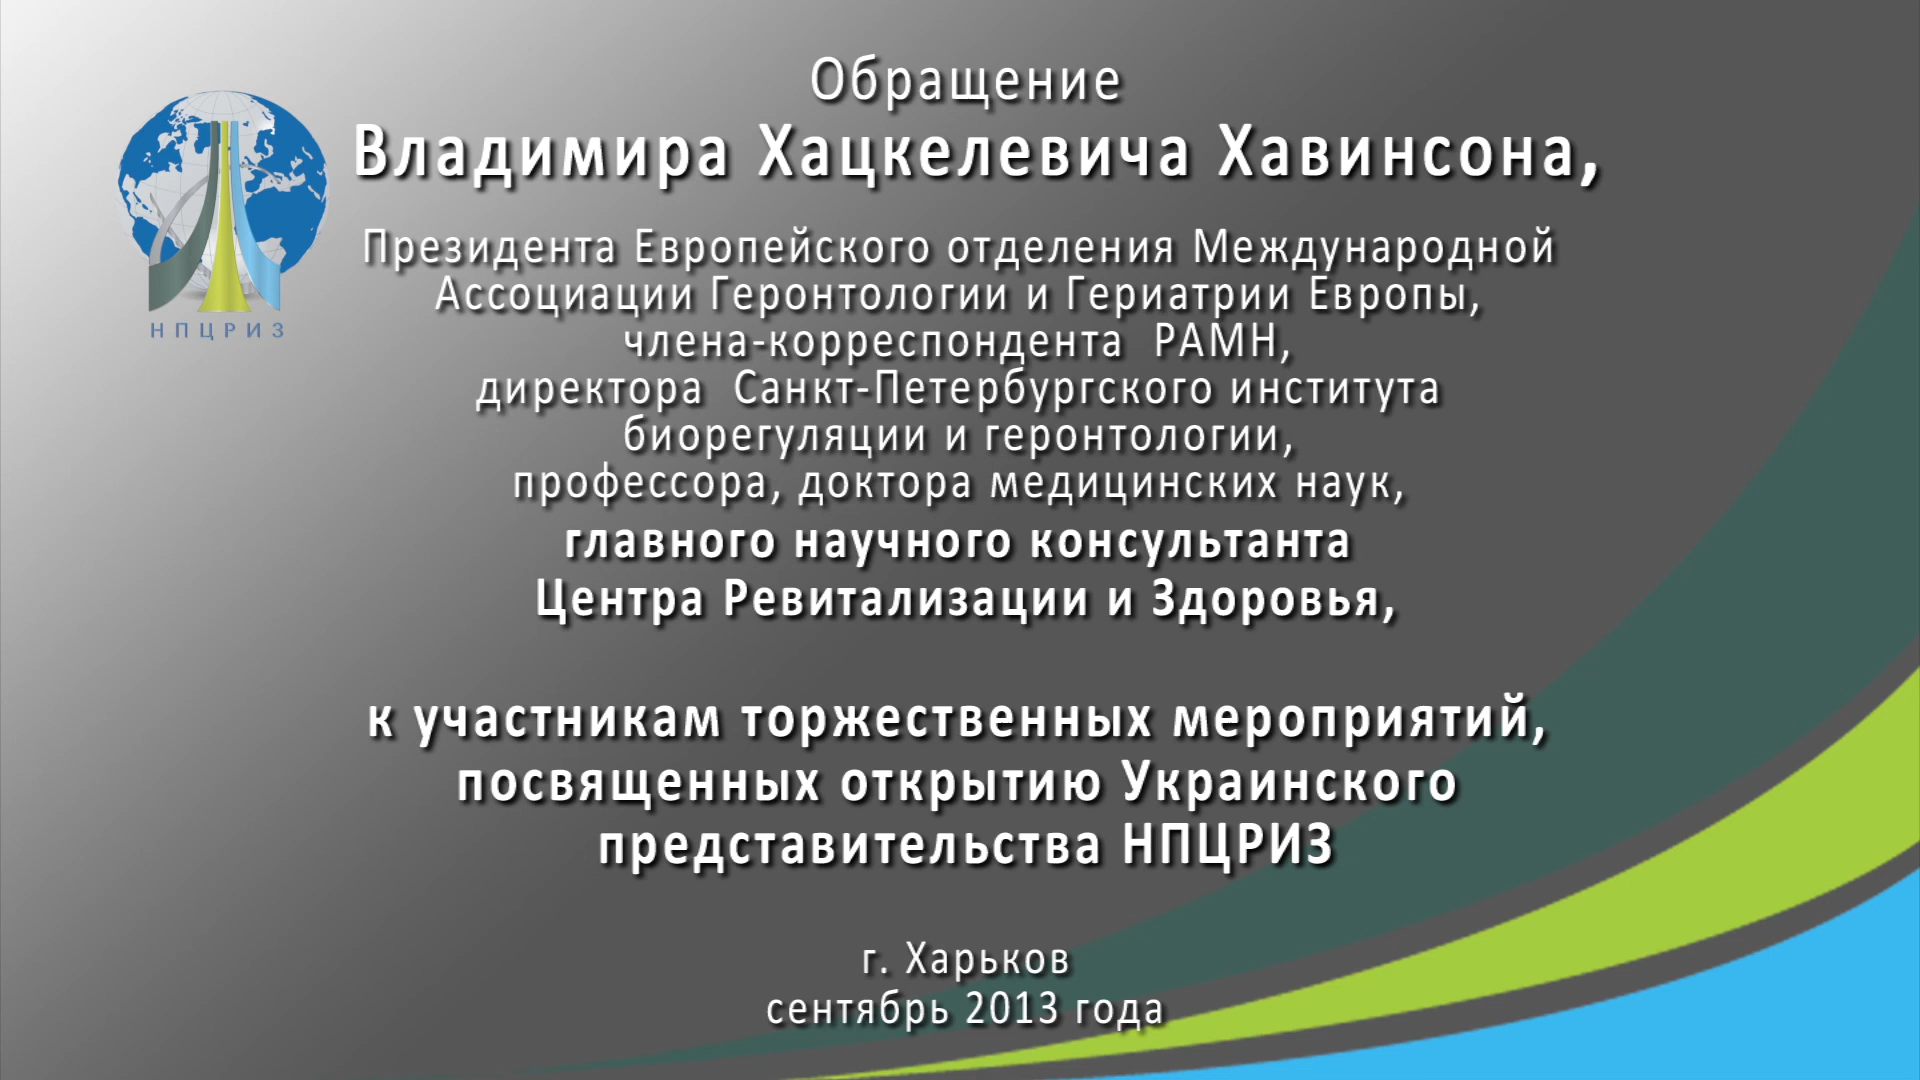 Обращение
Владимира Хацкелевича Хавинсона,
Президента Европейского отделения Международной
Ассоциации Геронтологии и Гериатрии Европы,
члена-корреспондента РАМН,
директора Санкт-Петербургского института
биорегуляции и геронтологии,
профессора, доктора медицинских наук,
главного научного консультанта
Центра Ревитализации и Здоровья,
к участникам торжественных мероприятий,
посвященных открытию Украинского
представительства НПЦРИЗ
г. Харьков
сентябрь 2013 года
НПЦРИЗ